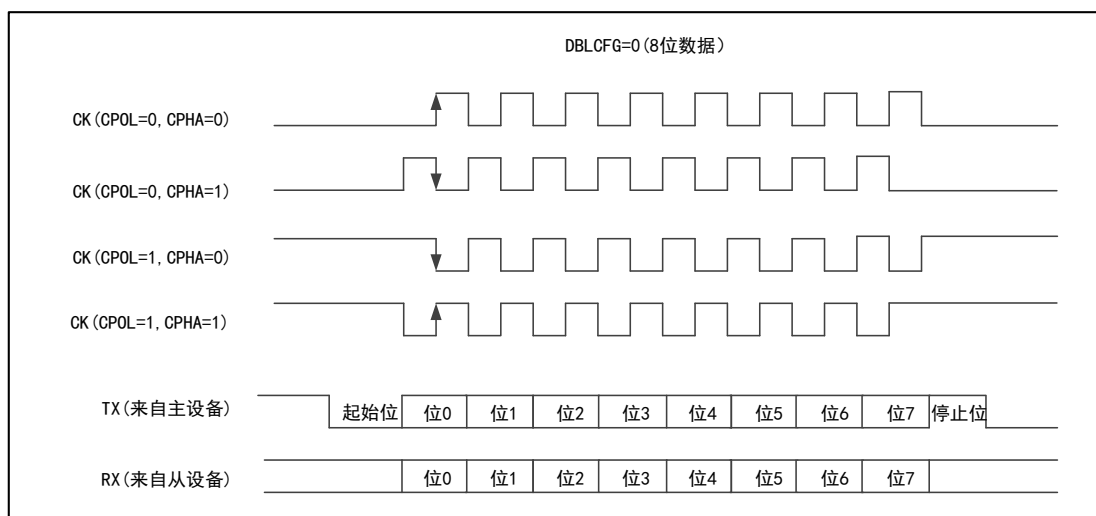 DBLCFG=0(8位数据)
CK(CPOL=0,CPHA=0)
CK(CPOL=0,CPHA=1)
CK(CPOL=1,CPHA=0)
CK(CPOL=1,CPHA=1)
TX(来自主设备) 起始位 位0 位1 位2 位3 位4 位5 位6 位7 停止位
RX(来自从设备) 位0 位1 位2 位3 位4 位5 位6 位7